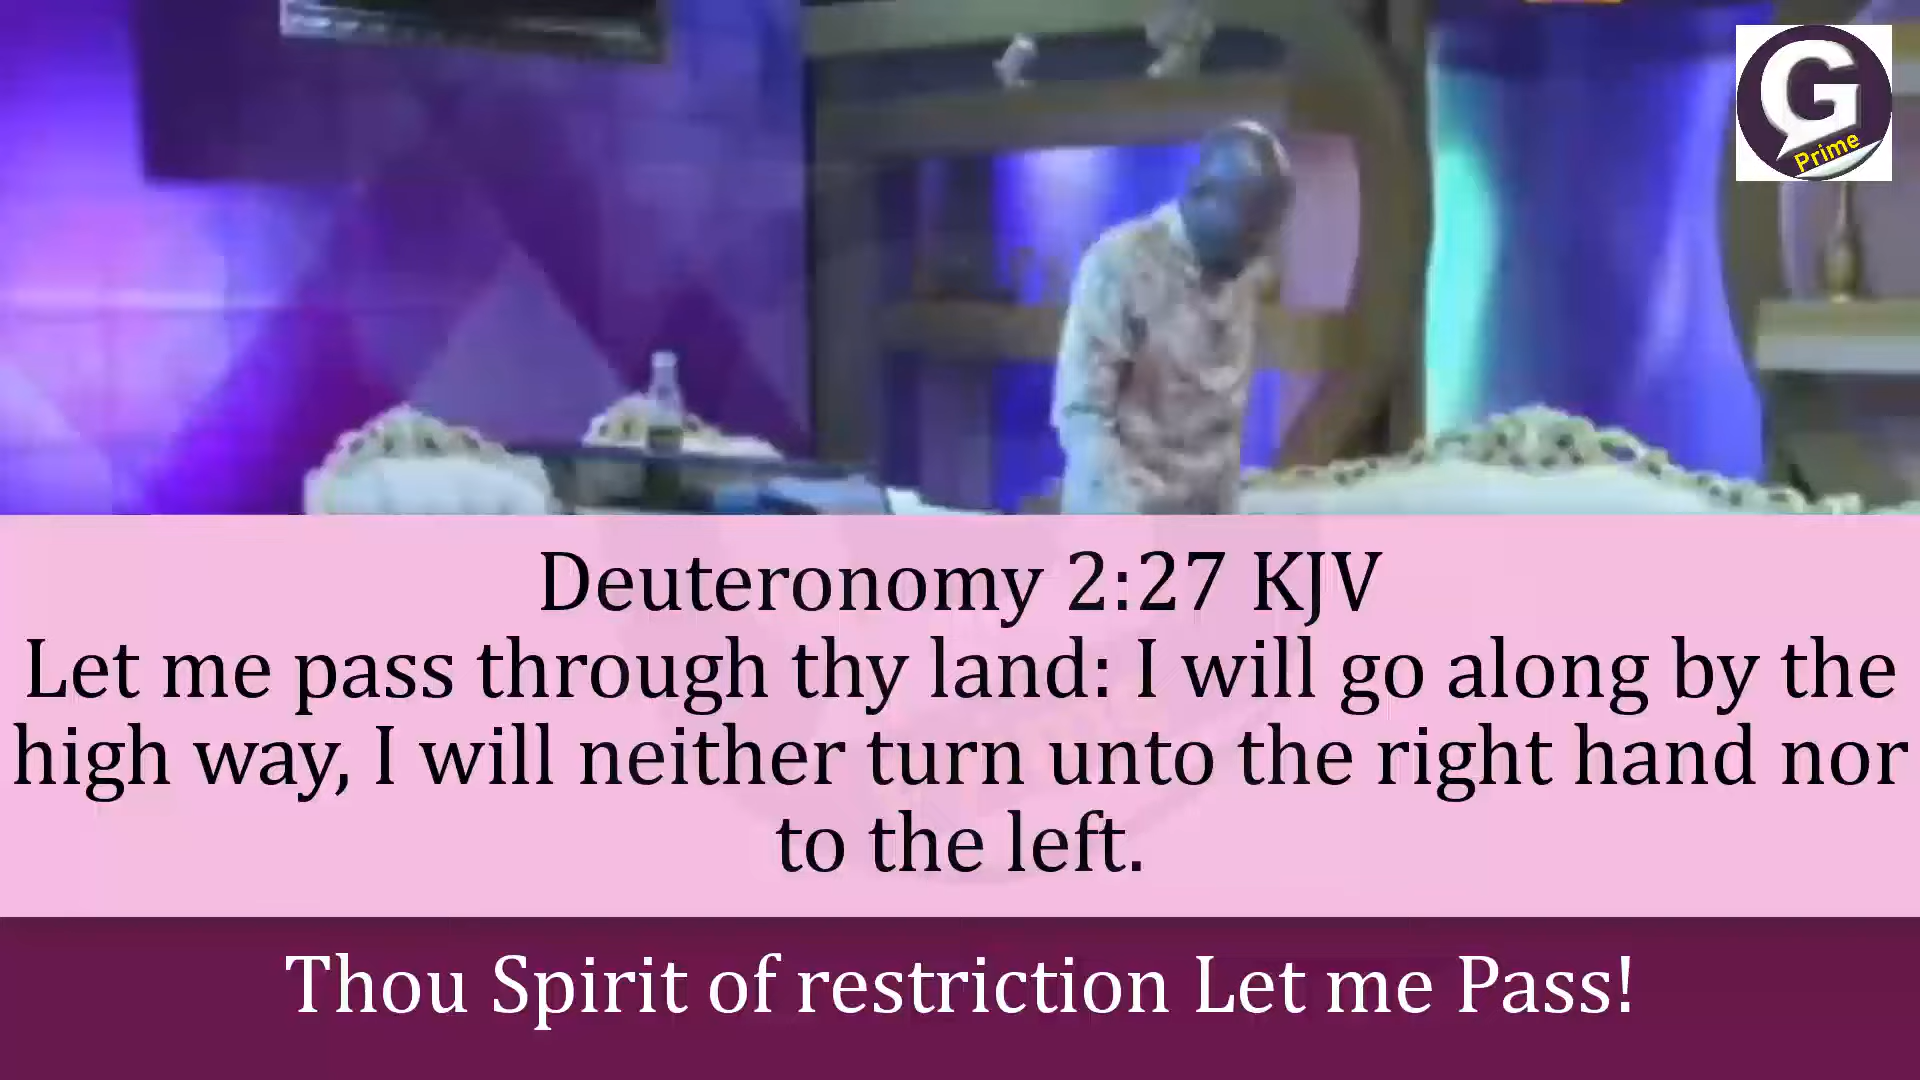 G
Prime
Deuteronomy 2:27 KJV
Let me pass through thy land: I will go along by the
high way, I will neither turn unto the right hand nor
to the left.
Thou Spirit of restriction Let me Pass!